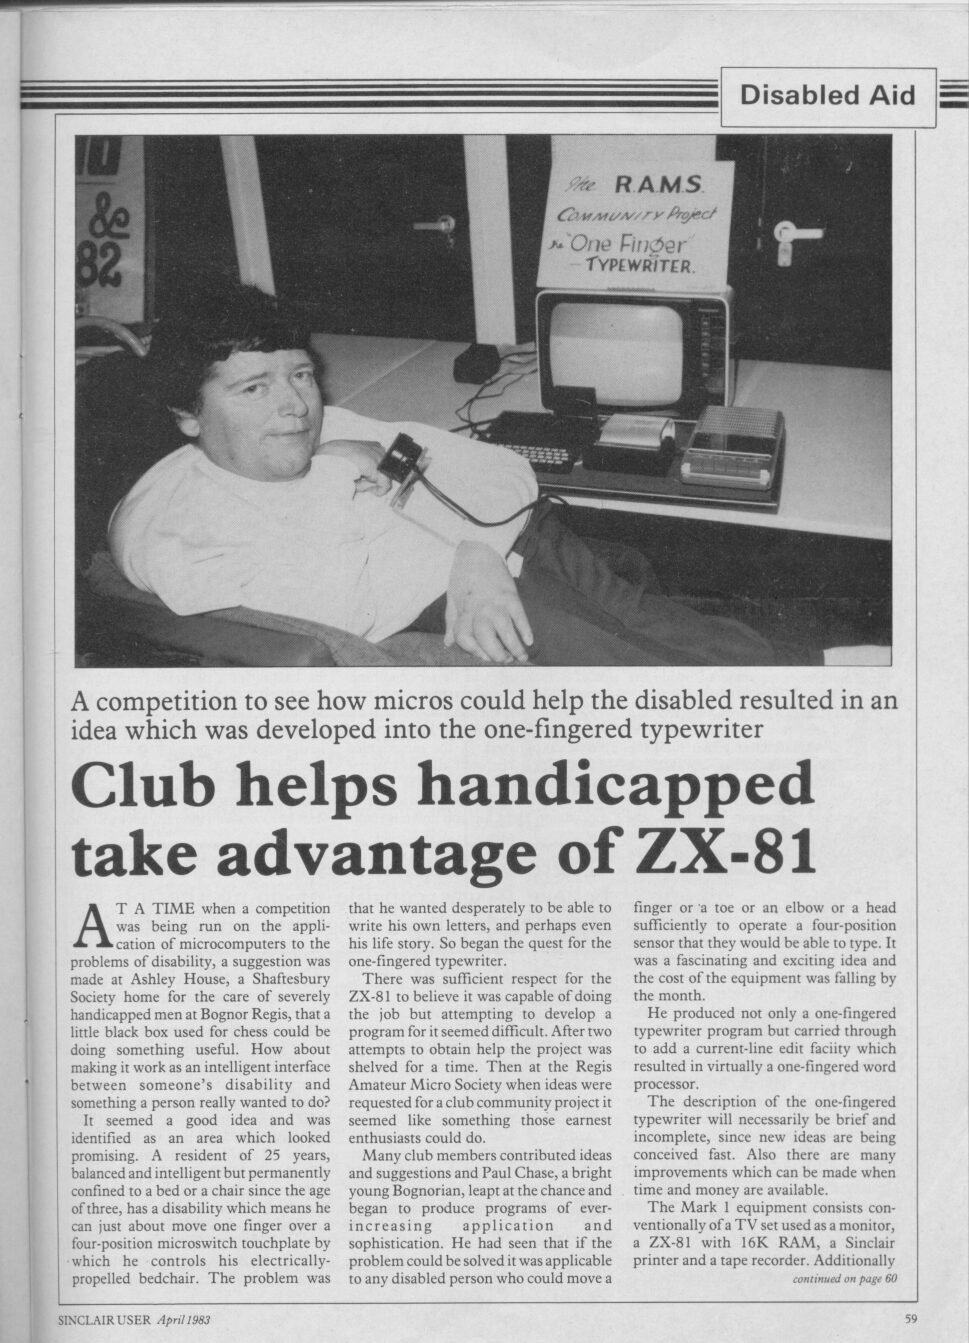 Disabled Aid
&
82
The R.A.M.S.
COMMUNITY Project
the "One Finger"
— TYPEWRITER.
A competition to see how micros could help the disabled resulted in an
idea which was developed into the one-fingered typewriter
Club helps handicapped
take advantage of ZX-81
AT A TIME when a competition
was being run on the appli-
cation of microcomputers to the
problems of disability, a suggestion was
made at Ashley House, a Shaftesbury
Society home for the care of severely
handicapped men at Bognor Regis, that a
little black box used for chess could be
doing something useful. How about
making it work as an intelligent interface
between someone's disability and
something a person really wanted to do?
It seemed a good idea and was
identified as an area which looked
promising. A resident of 25 years,
balanced and intelligent but permanently
confined to a bed or a chair since the age
of three, has a disability which means he
can just about move one finger over a
four-position microswitch touchplate by
which he controls his electrically-
propelled bedchair. The problem was
that he wanted desperately to be able to
write his own letters, and perhaps even
his life story. So began the quest for the
one-fingered typewriter.
There was sufficient respect for the
ZX-81 to believe it was capable of doing
the job but attempting to develop a
program for it seemed difficult. After two
attempts to obtain help the project was
shelved for a time. Then at the Regis
Amateur Micro Society when ideas were
requested for a club community project it
seemed like something those earnest
enthusiasts could do.
Many club members contributed ideas
and suggestions and Paul Chase, a bright
young Bognorian, leapt at the chance and
began to produce programs of ever-
increasing application and
sophistication. He had seen that if the
problem could be solved it was applicable
to any disabled person who could move a
finger or a toe or an elbow or a head
sufficiently to operate a four-position
sensor that they would be able to type. It
was a fascinating and exciting idea and
the cost of the equipment was falling by
the month.
He produced not only a one-fingered
typewriter program but carried through
to add a current-line edit faciity which
resulted in virtually a one-fingered word
processor.
The description of the one-fingered
typewriter will necessarily be brief and
incomplete, since new ideas are being
conceived fast. Also there are many
improvements which can be made when
time and money are available.
The Mark 1 equipment consists con-
ventionally of a TV set used as a monitor,
a ZX-81 with 16K RAM, a Sinclair
printer and a tape recorder. Additionally
continued on page 60
SINCLAIR USER April 1983
59